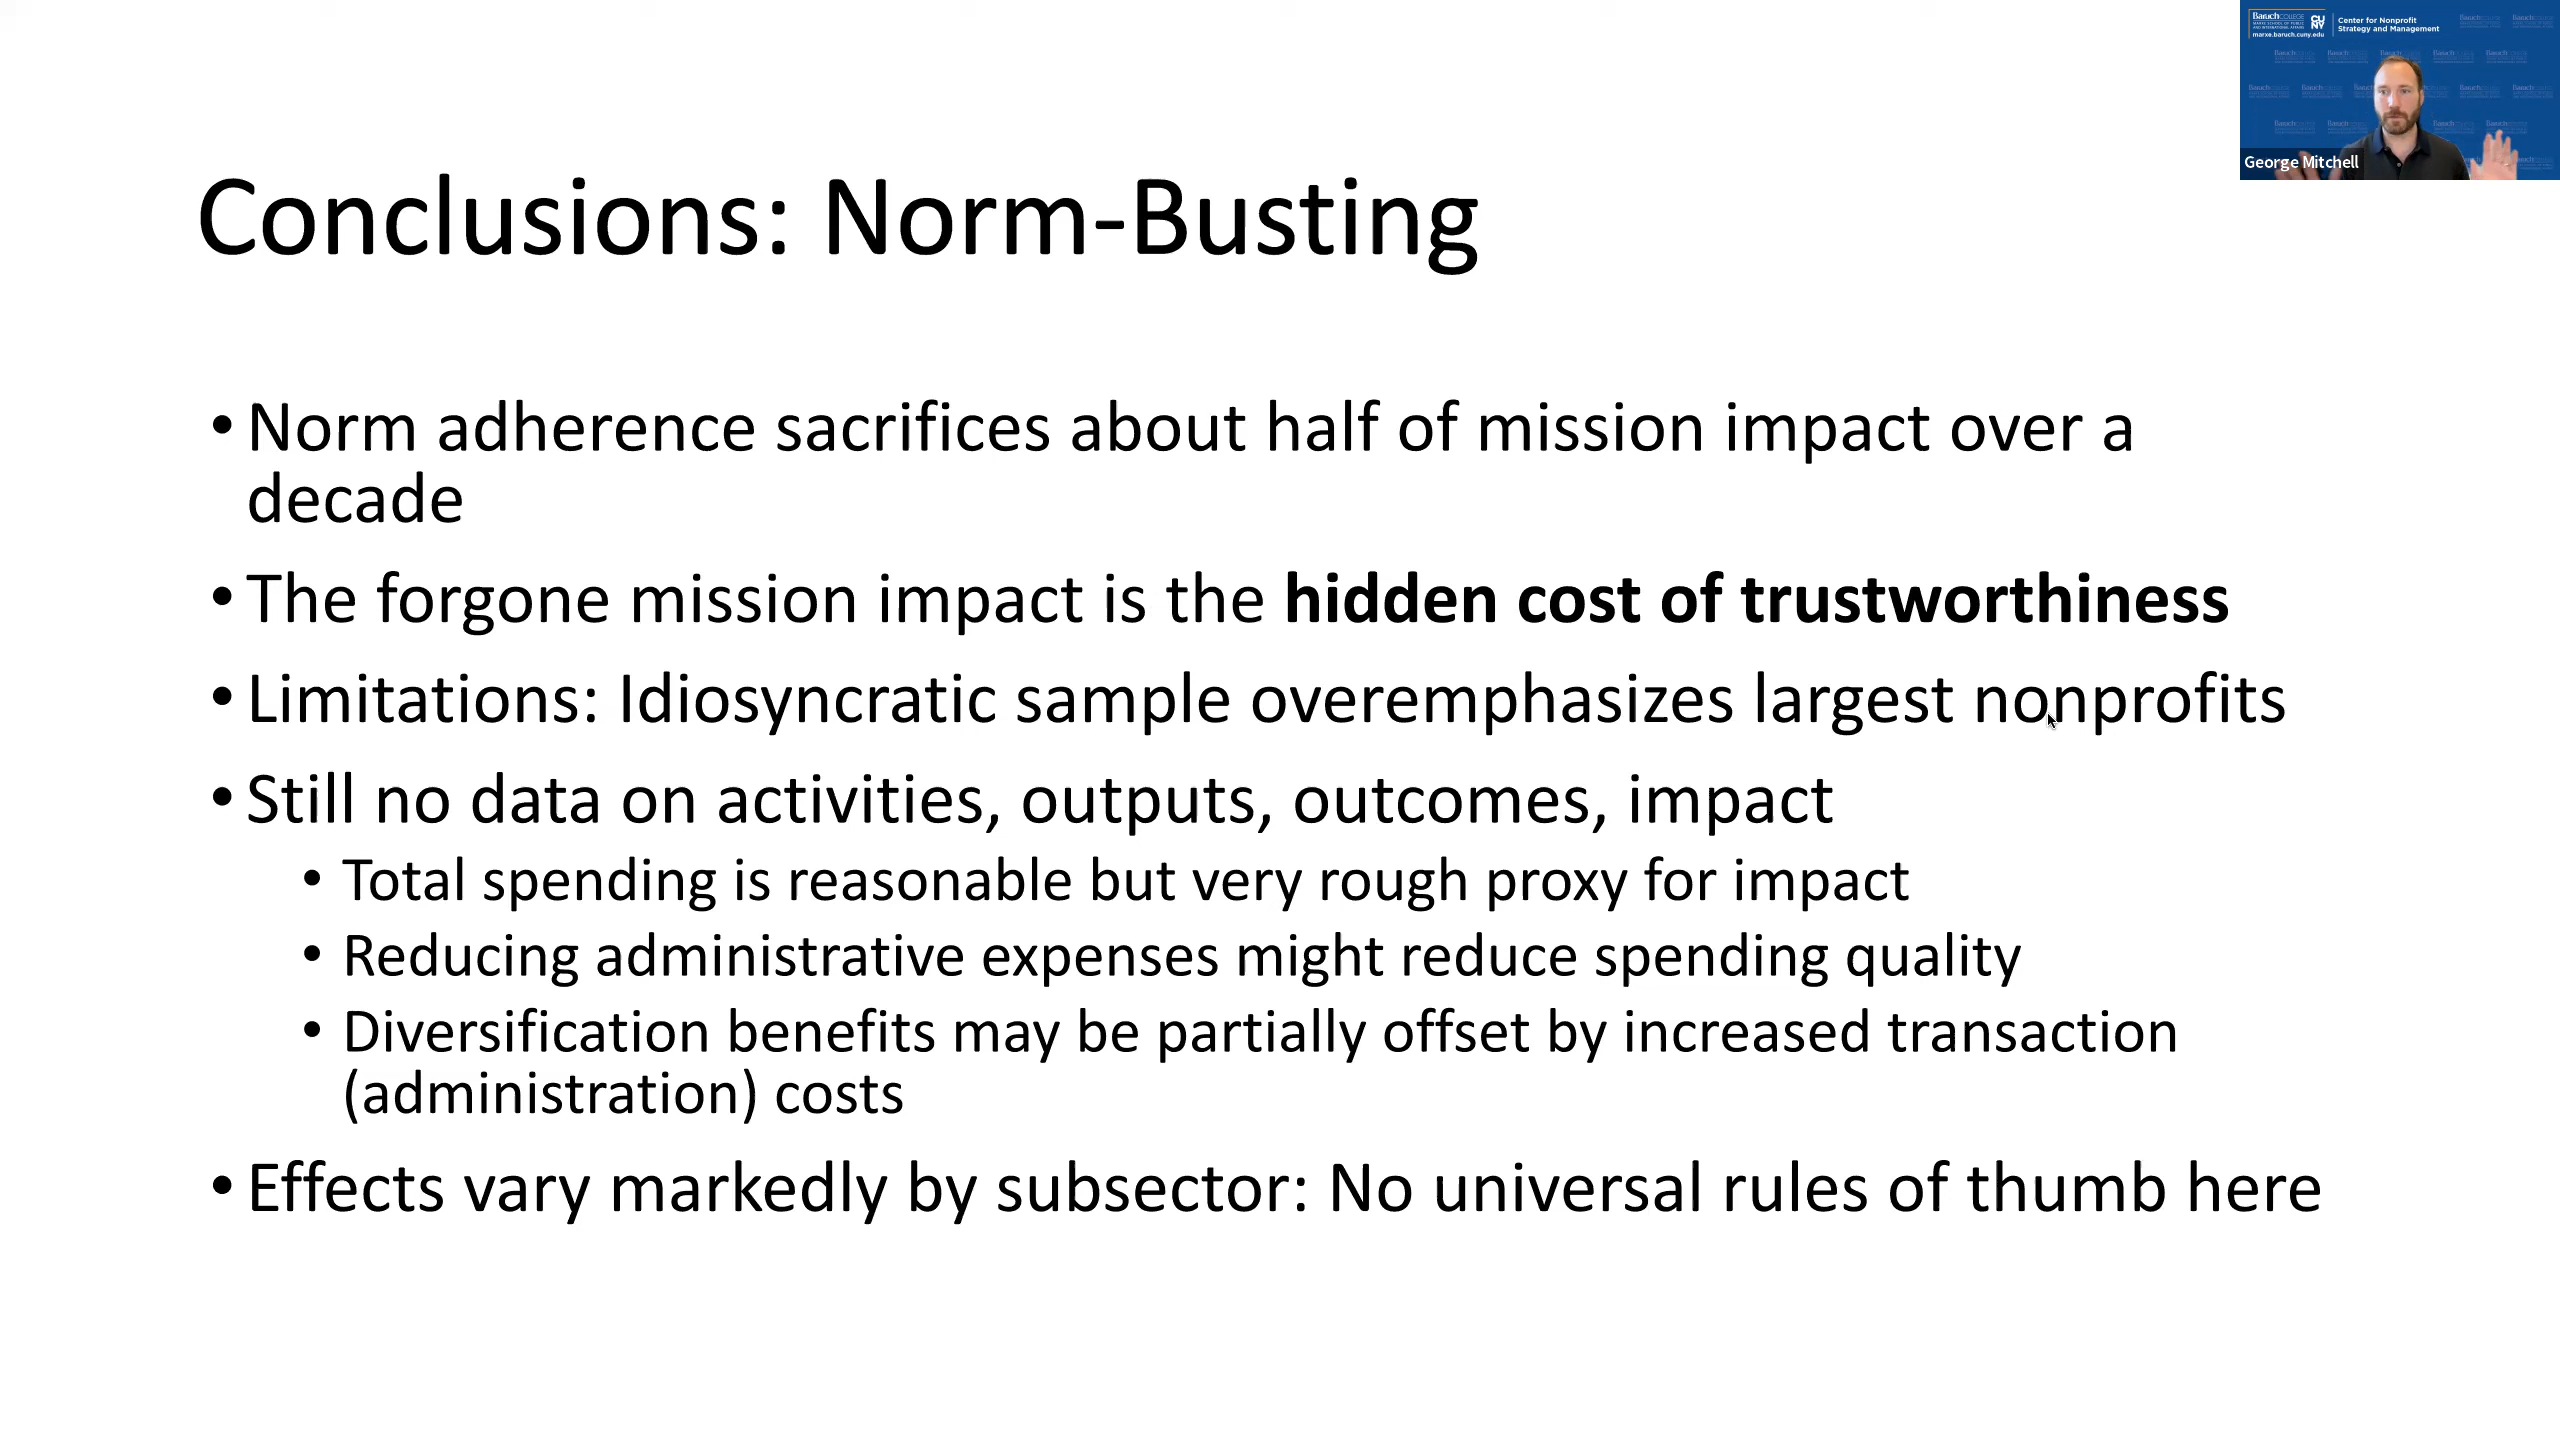 Baruch COLLEGE
CUNY
Center for Nonprofit
Strategy and Management
marxe.baruch.cuny.edu
George Mitchell
Conclusions: Norm-Busting
• Norm adherence sacrifices about half of mission impact over a
decade
• The forgone mission impact is the hidden cost of trustworthiness
• Limitations: Idiosyncratic sample overemphasizes largest nonprofits
• Still no data on activities, outputs, outcomes, impact
• Total spending is reasonable but very rough proxy for impact
• Reducing administrative expenses might reduce spending quality
• Diversification benefits may be partially offset by increased transaction
(administration) costs
• Effects vary markedly by subsector: No universal rules of thumb here